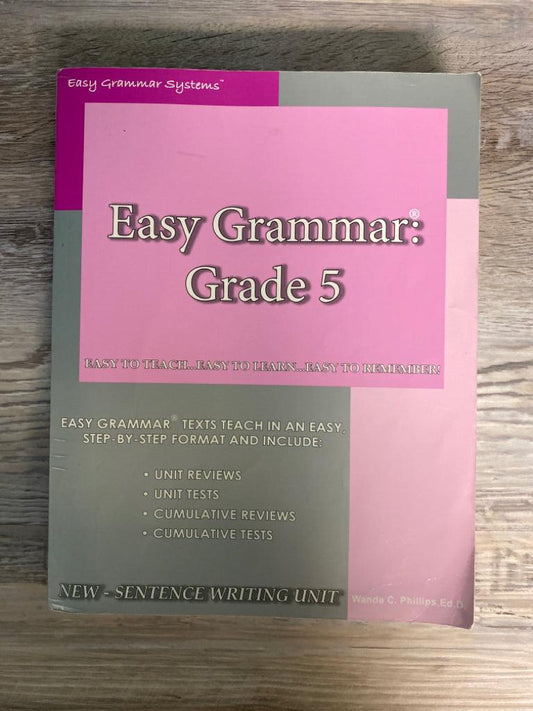 Easy Grammar Systems™
Easy Grammar®:
Grade 5
EASY TO TEACH...EASY TO LEARN...EASY TO REMEMBER!
EASY GRAMMAR® TEXTS TEACH IN AN EASY,
STEP-BY-STEP FORMAT AND INCLUDE:
• UNIT REVIEWS
• UNIT TESTS
• CUMULATIVE REVIEWS
• CUMULATIVE TESTS
NEW - SENTENCE WRITING UNIT
Wanda C. Phillips,Ed.D.